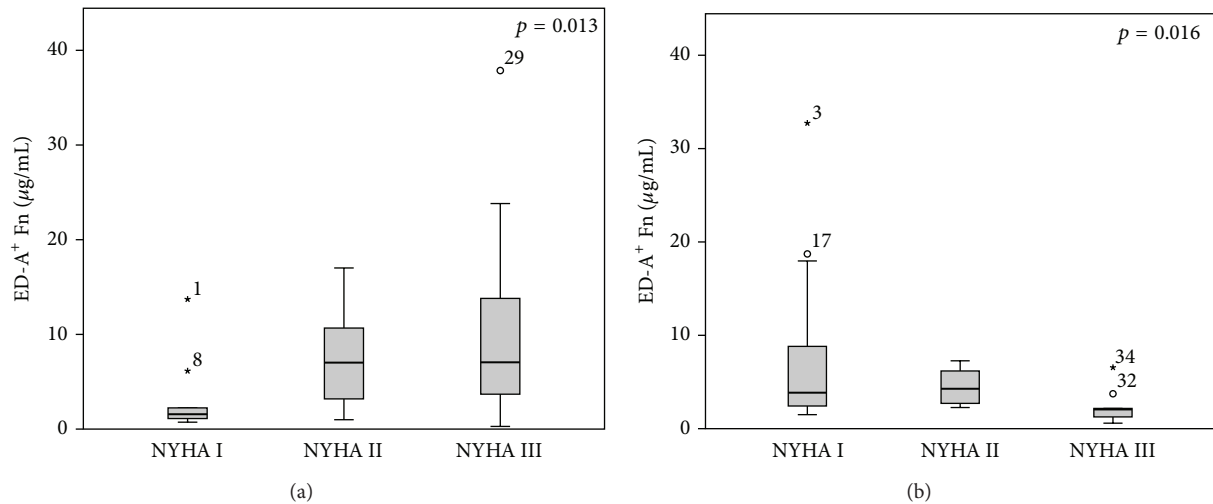 p = 0.013
ED-A+ Fn (μg/mL)
40
30
20
10
0
29
1
8
NYHA I
NYHA II
NYHA III
(a)
p = 0.016
ED-A+ Fn (μg/mL)
40
30
20
10
0
3
17
34
32
NYHA I
NYHA II
NYHA III
(b)